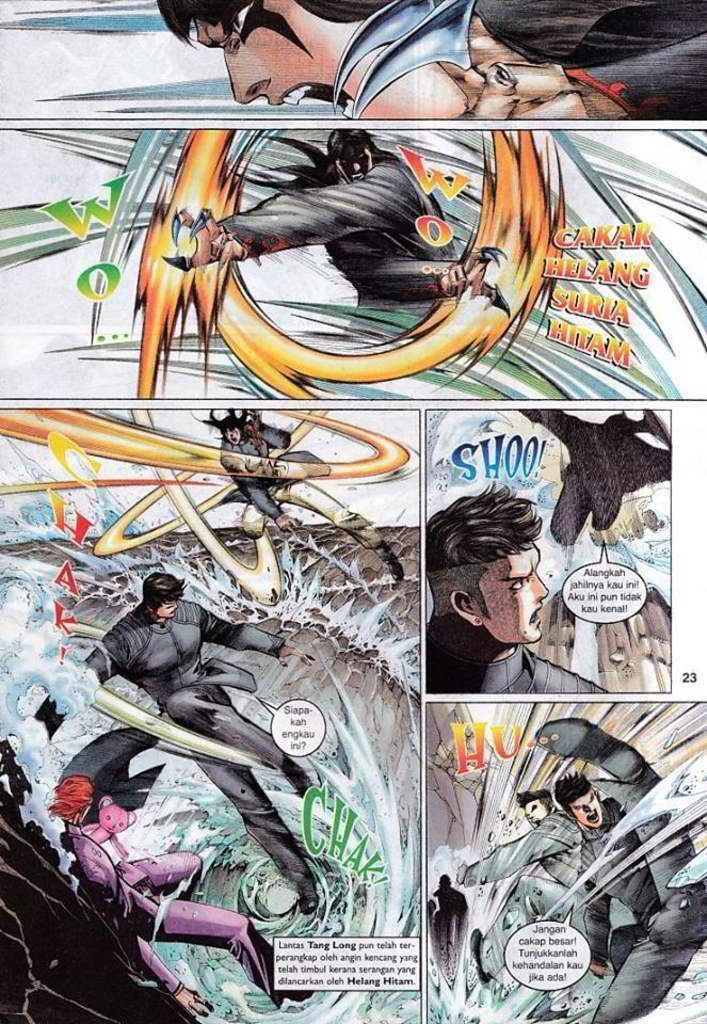 WO
WO
...
CAKAR
HELANG
SURIA
HITAM
CHAK!
SHOO!
Alangkah
jahilnya kau ini!
Aku ini pun tidak
kau kenal!
23
Siapa-
kah
engkau
ini?
CHAK!
HU...
Lantas Tang Long pun telah ter-
perangkap oleh angin kencang yang
telah timbul kerana serangan yang
dilancarkan oleh Helang Hitam.
Jangan
cakap besar!
Tunjukkanlah
kehandalan kau
jika ada!